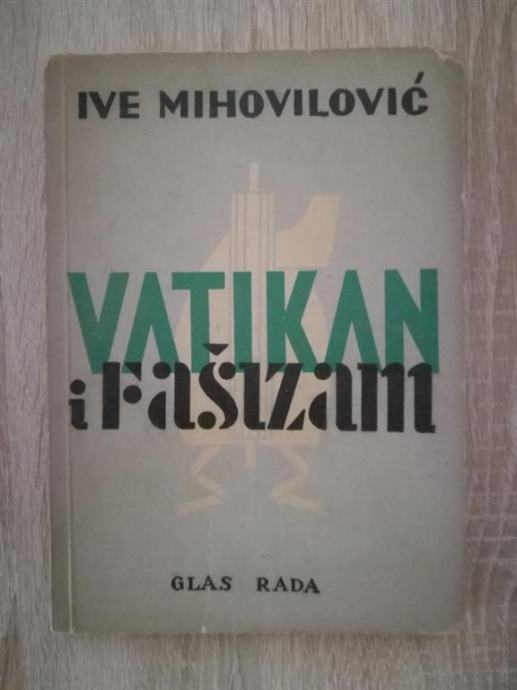 IVE MIHOVILOVIĆ
VATIKAN
i FAŠIZAM
GLAS RADA